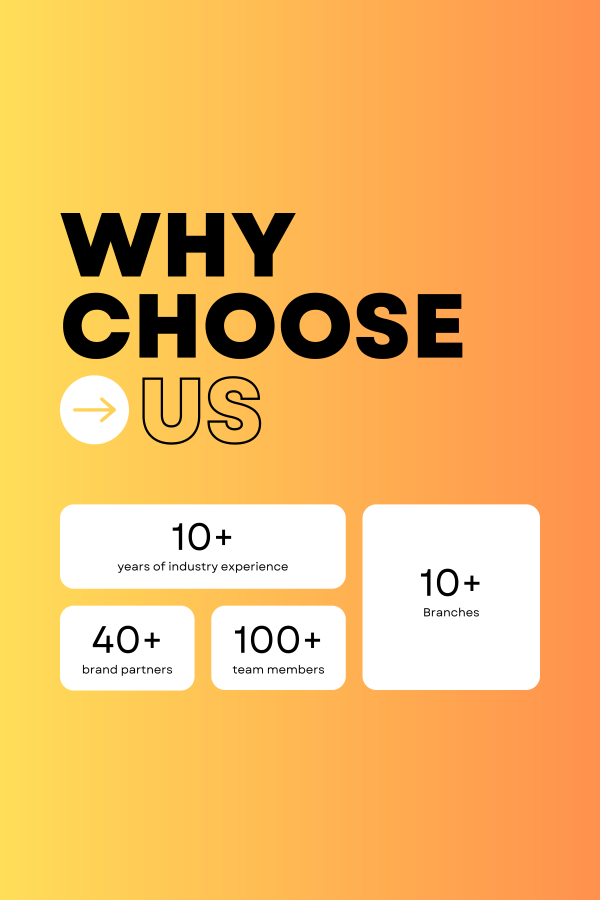 WHY
CHOOSE
US
10+
years of industry experience
10+
Branches
40+
brand partners
100+
team members